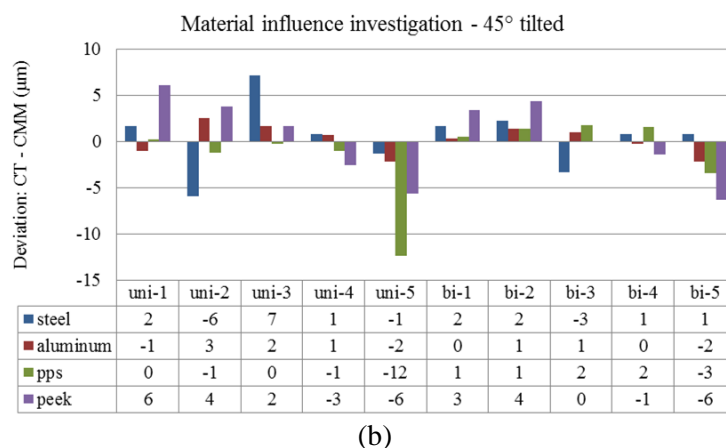 Material influence investigation - 45° tilted
Deviation: CT - CMM (µm)
10
5
0
-5
-10
-15
uni-1 uni-2 uni-3 uni-4 uni-5 bi-1 bi-2 bi-3 bi-4 bi-5
steel 2 -6 7 1 -1 2 2 -3 1 1
aluminum -1 3 2 1 -2 0 1 1 0 -2
pps 0 -1 0 -1 -12 1 1 2 2 -3
peek 6 4 2 -3 -6 3 4 0 -1 -6
(b)